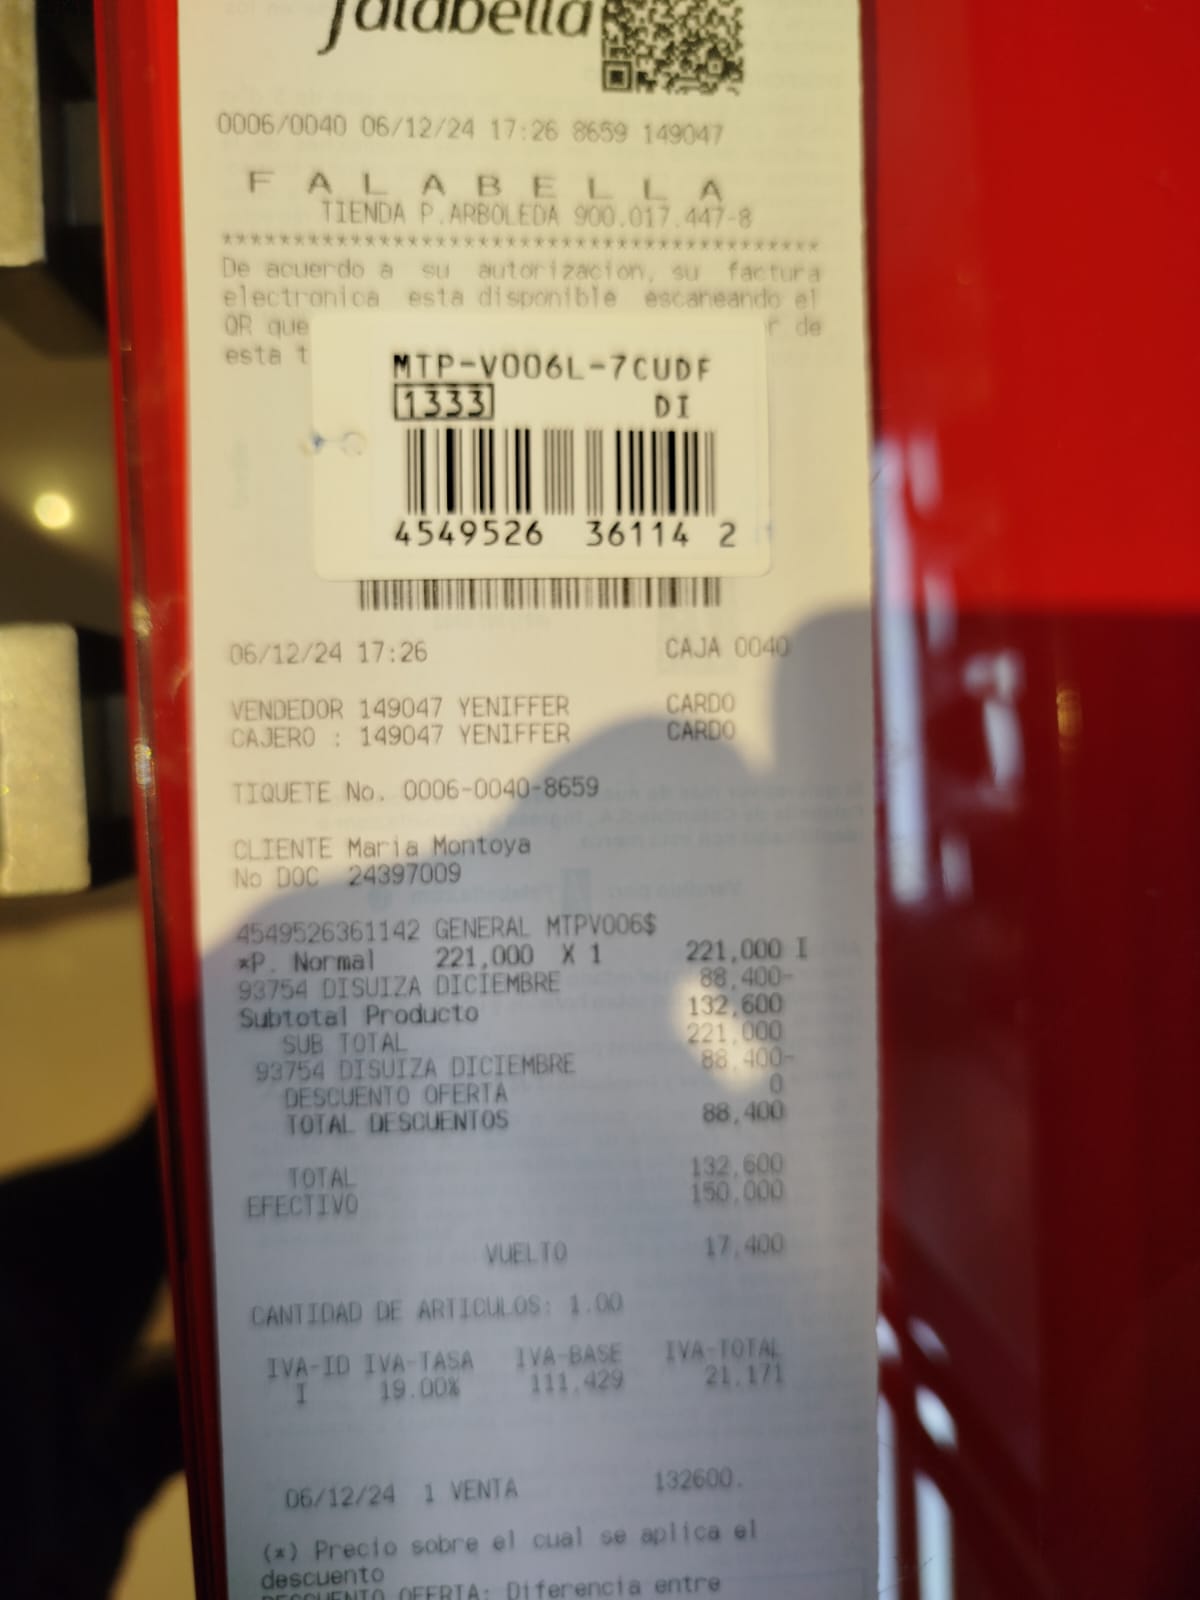 falabella
0006/0040 06/12/24 17:26 8659 149047
F A L A B E L L A
TIENDA P.ARBOLEDA 900.017.447-8
*******************************************
De acuerdo a su autorizacion, su factura
electronica esta disponible escaneando el
QR que de
esta
MTP-V006L-7CUDF
1333 DI
4549526 36114 2
06/12/24 17:26 CAJA 0040
VENDEDOR 149047 YENIFFER CARDO
CAJERO : 149047 YENIFFER CARDO
TIQUETE No. 0006-0040-8659
CLIENTE Maria Montoya
No DOC 24397009
4549526361142 GENERAL MTPV006$
*P. Normal 221,000 X 1 221,000 I
93754 DISUIZA DICIEMBRE 88,400-
Subtotal Producto 132,600
SUB TOTAL 221,000
93754 DISUIZA DICIEMBRE 88,400-
DESCUENTO OFERTA 0
TOTAL DESCUENTOS 88,400
TOTAL 132,600
EFECTIVO 150,000
VUELTO 17,400
CANTIDAD DE ARTICULOS: 1.00
IVA-ID IVA-TASA IVA-BASE IVA-TOTAL
I 19.00% 111,429 21,171
06/12/24 1 VENTA 132600.
(*) Precio sobre el cual se aplica el
descuento
DESCUENTO OFERTA: Diferencia entre